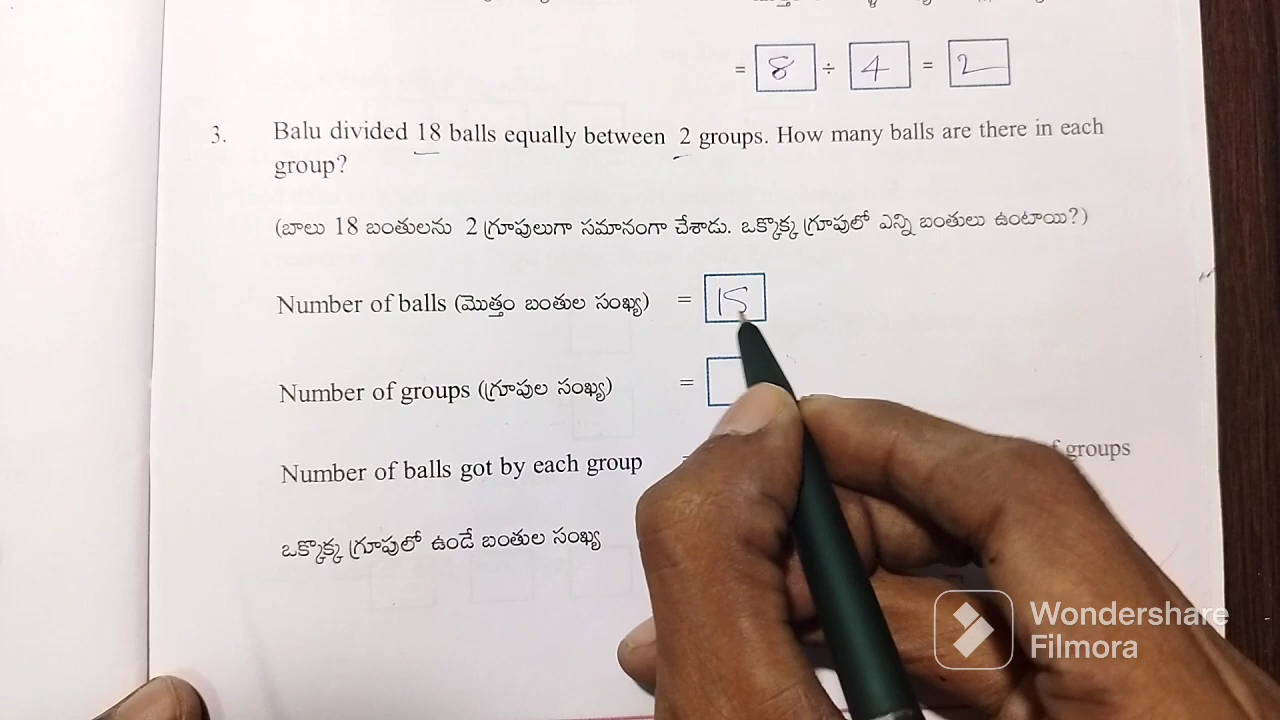 = 8 ÷ 4 = 2
3. Balu divided 18 balls equally between 2 groups. How many balls are there in each
group?
(బాలు 18 బంతులను 2 గ్రూపులుగా సమానంగా చేశాడు. ఒక్కొక్క గ్రూపులో ఎన్ని బంతులు ఉంటాయి?)
Number of balls (మొత్తం బంతుల సంఖ్య) =
Number of groups (గ్రూపుల సంఖ్య) =
Number of balls got by each group groups
ఒక్కొక్క గ్రూపులో ఉండే బంతుల సంఖ్య
Wondershare
Filmora